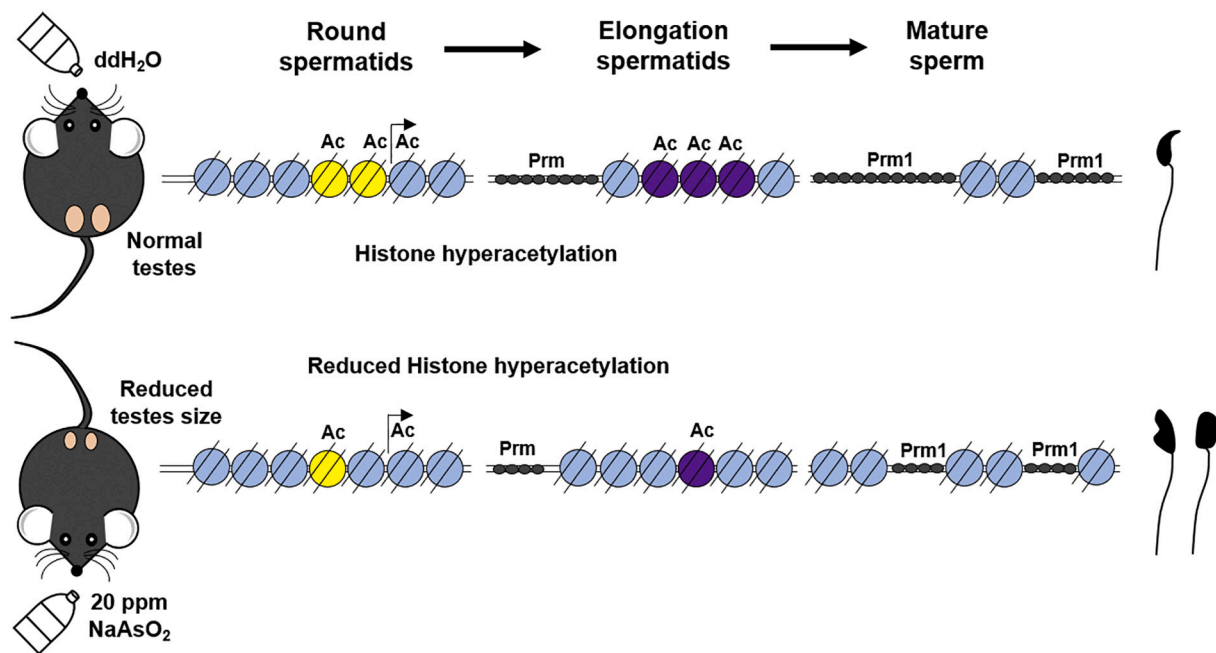 ddH₂O
Round
spermatids
Elongation
spermatids
Mature
sperm
Ac Ac Ac
Prm
Ac Ac Ac
Prm1
Prm1
Normal
testes
Histone hyperacetylation
Reduced Histone hyperacetylation
Reduced
testes size
Ac Ac
Prm
Ac
Prm1
Prm1
20 ppm
NaAsO₂